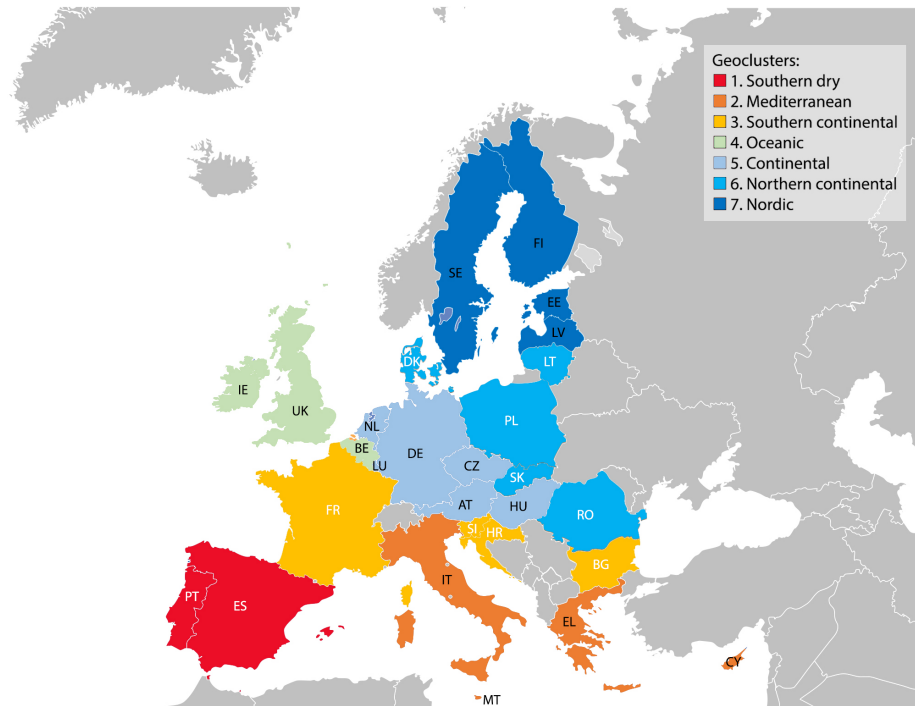 Geoclusters:
1. Southern dry
2. Mediterranean
3. Southern continental
4. Oceanic
5. Continental
6. Northern continental
7. Nordic
FI
SE
EE
LV
LT
DK
IE
UK
NL
PL
BE
DE
LU
CZ
SK
AT
HU
FR
RO
SI
HR
BG
IT
PT
ES
EL
CY
MT